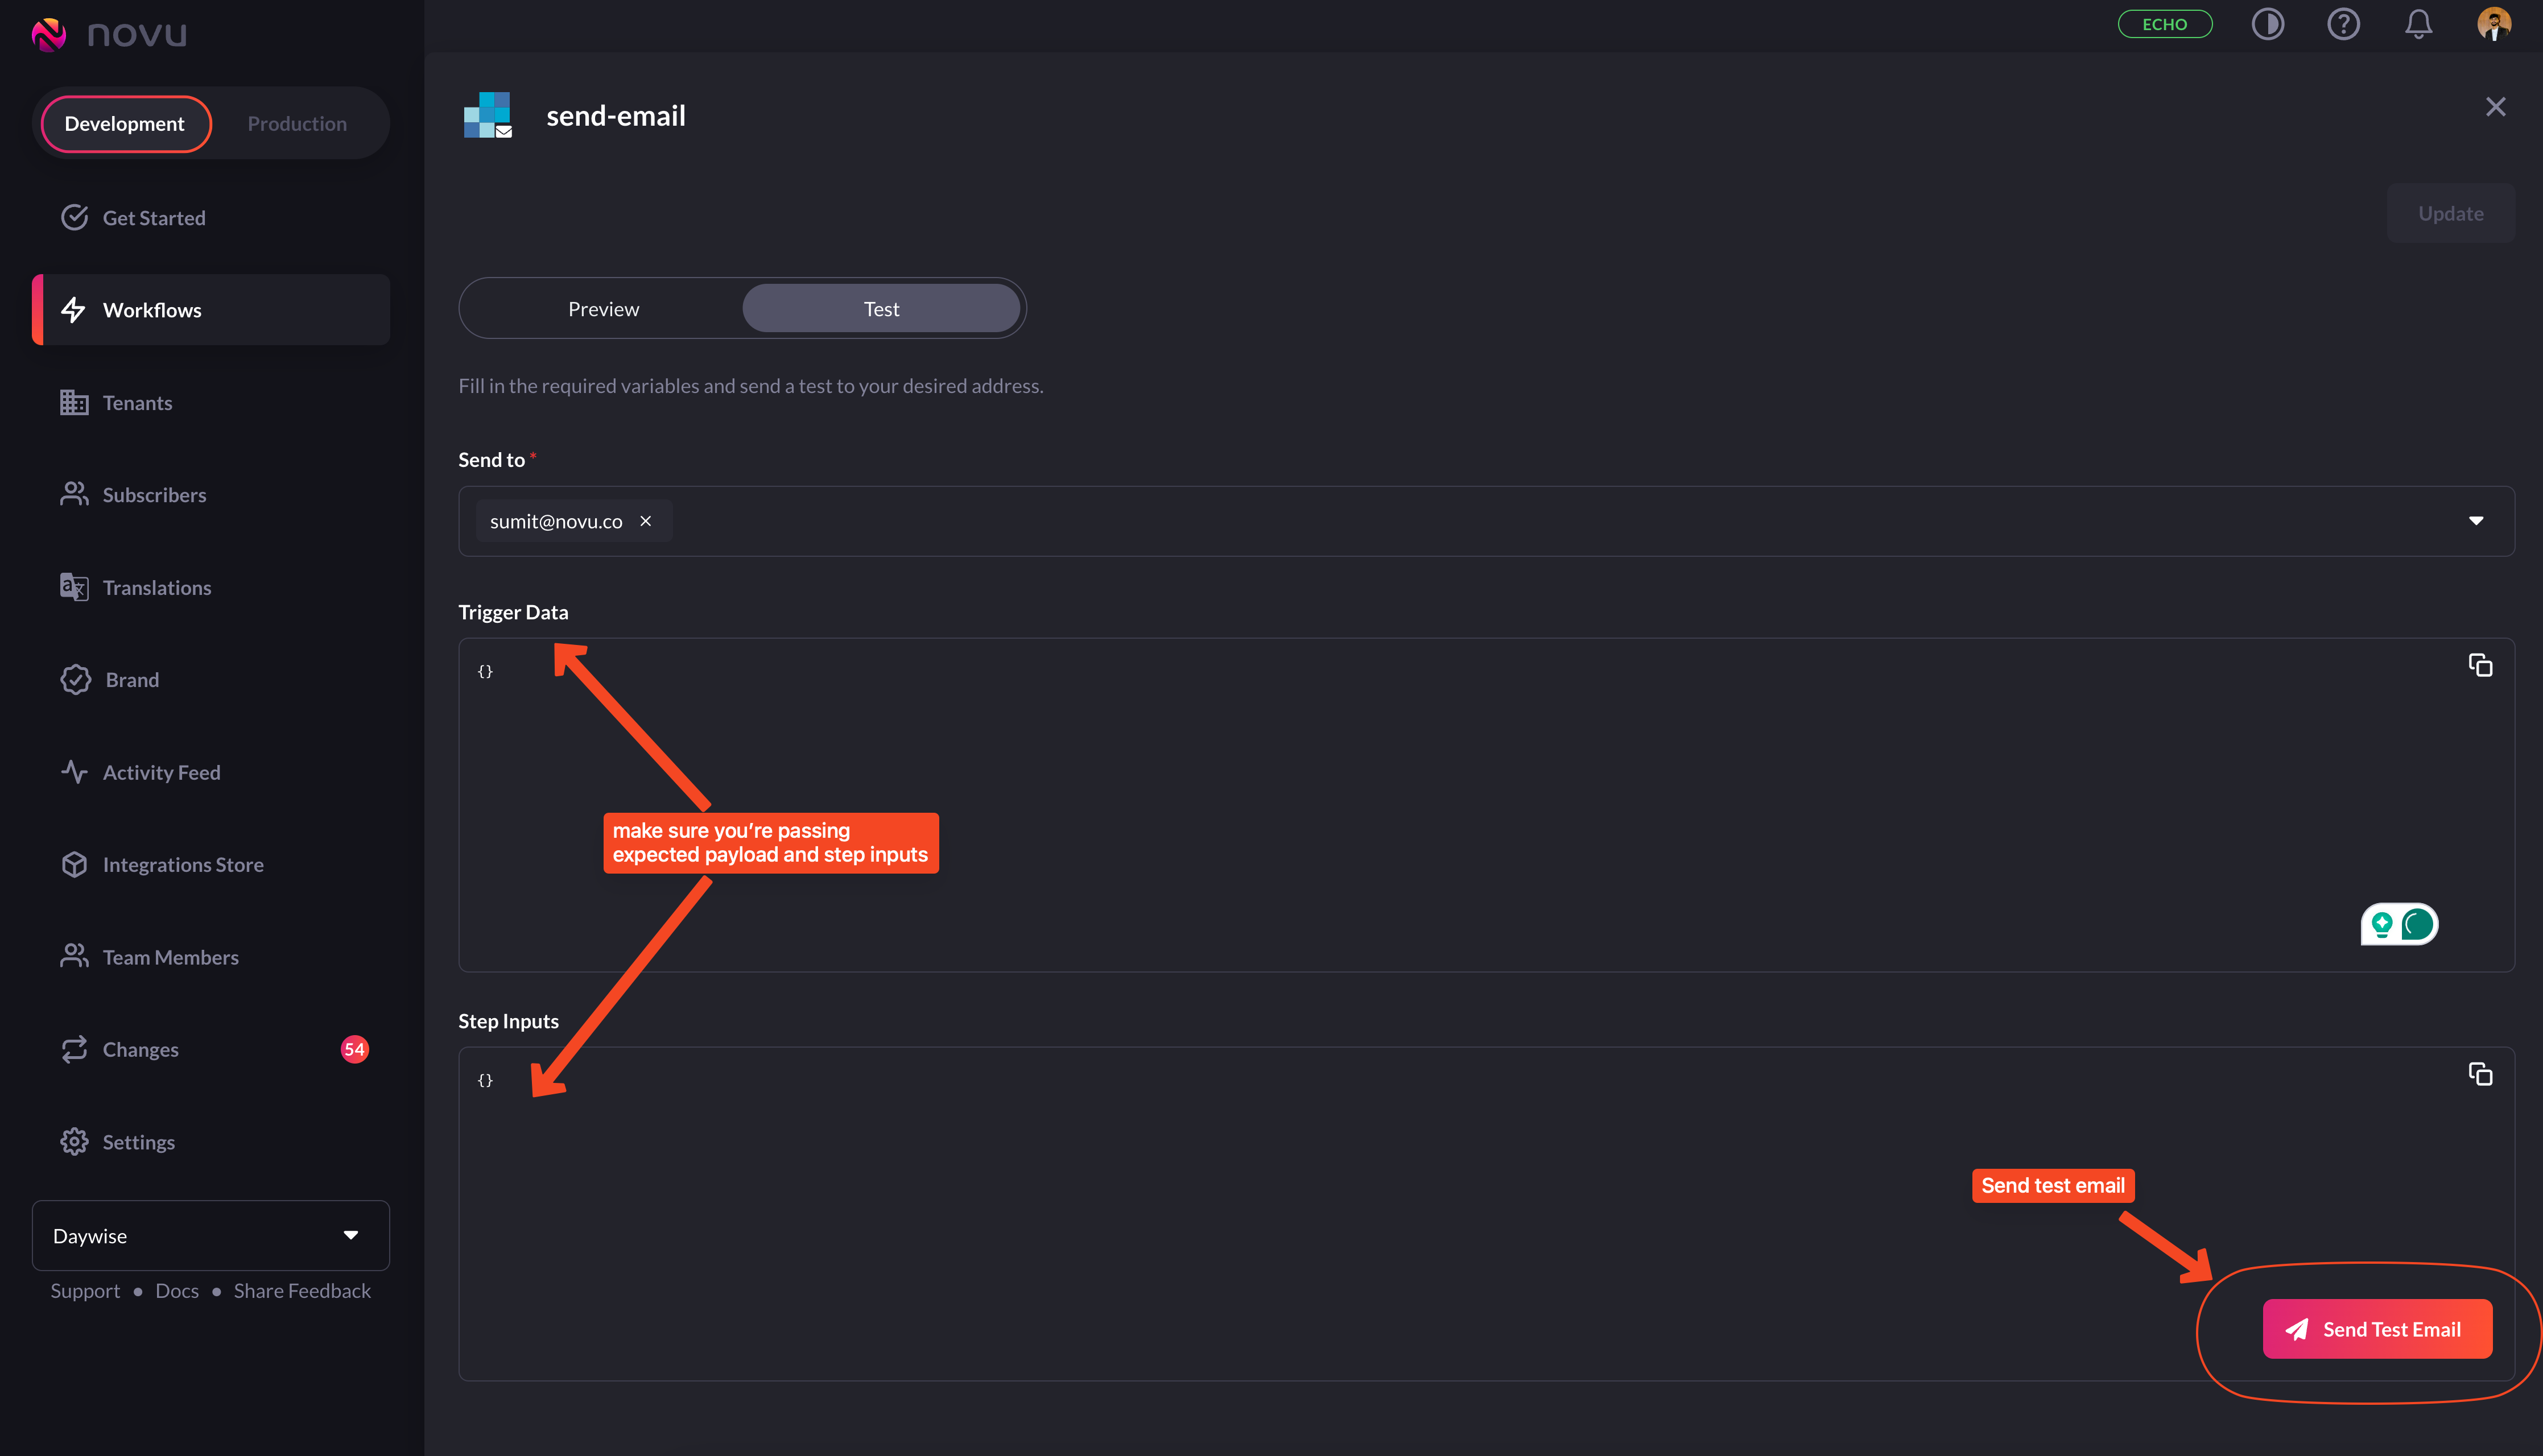 novu
ECHO
Development
Production
send-email
Get Started
Update
Workflows
Preview
Test
Fill in the required variables and send a test to your desired address.
Tenants
Send to *
Subscribers
sumit@novu.co
Translations
Trigger Data
{}
Brand
Activity Feed
make sure you're passing
expected payload and step inputs
Integrations Store
Team Members
Step Inputs
Changes
54
{}
Settings
Send test email
Daywise
Support • Docs • Share Feedback
Send Test Email